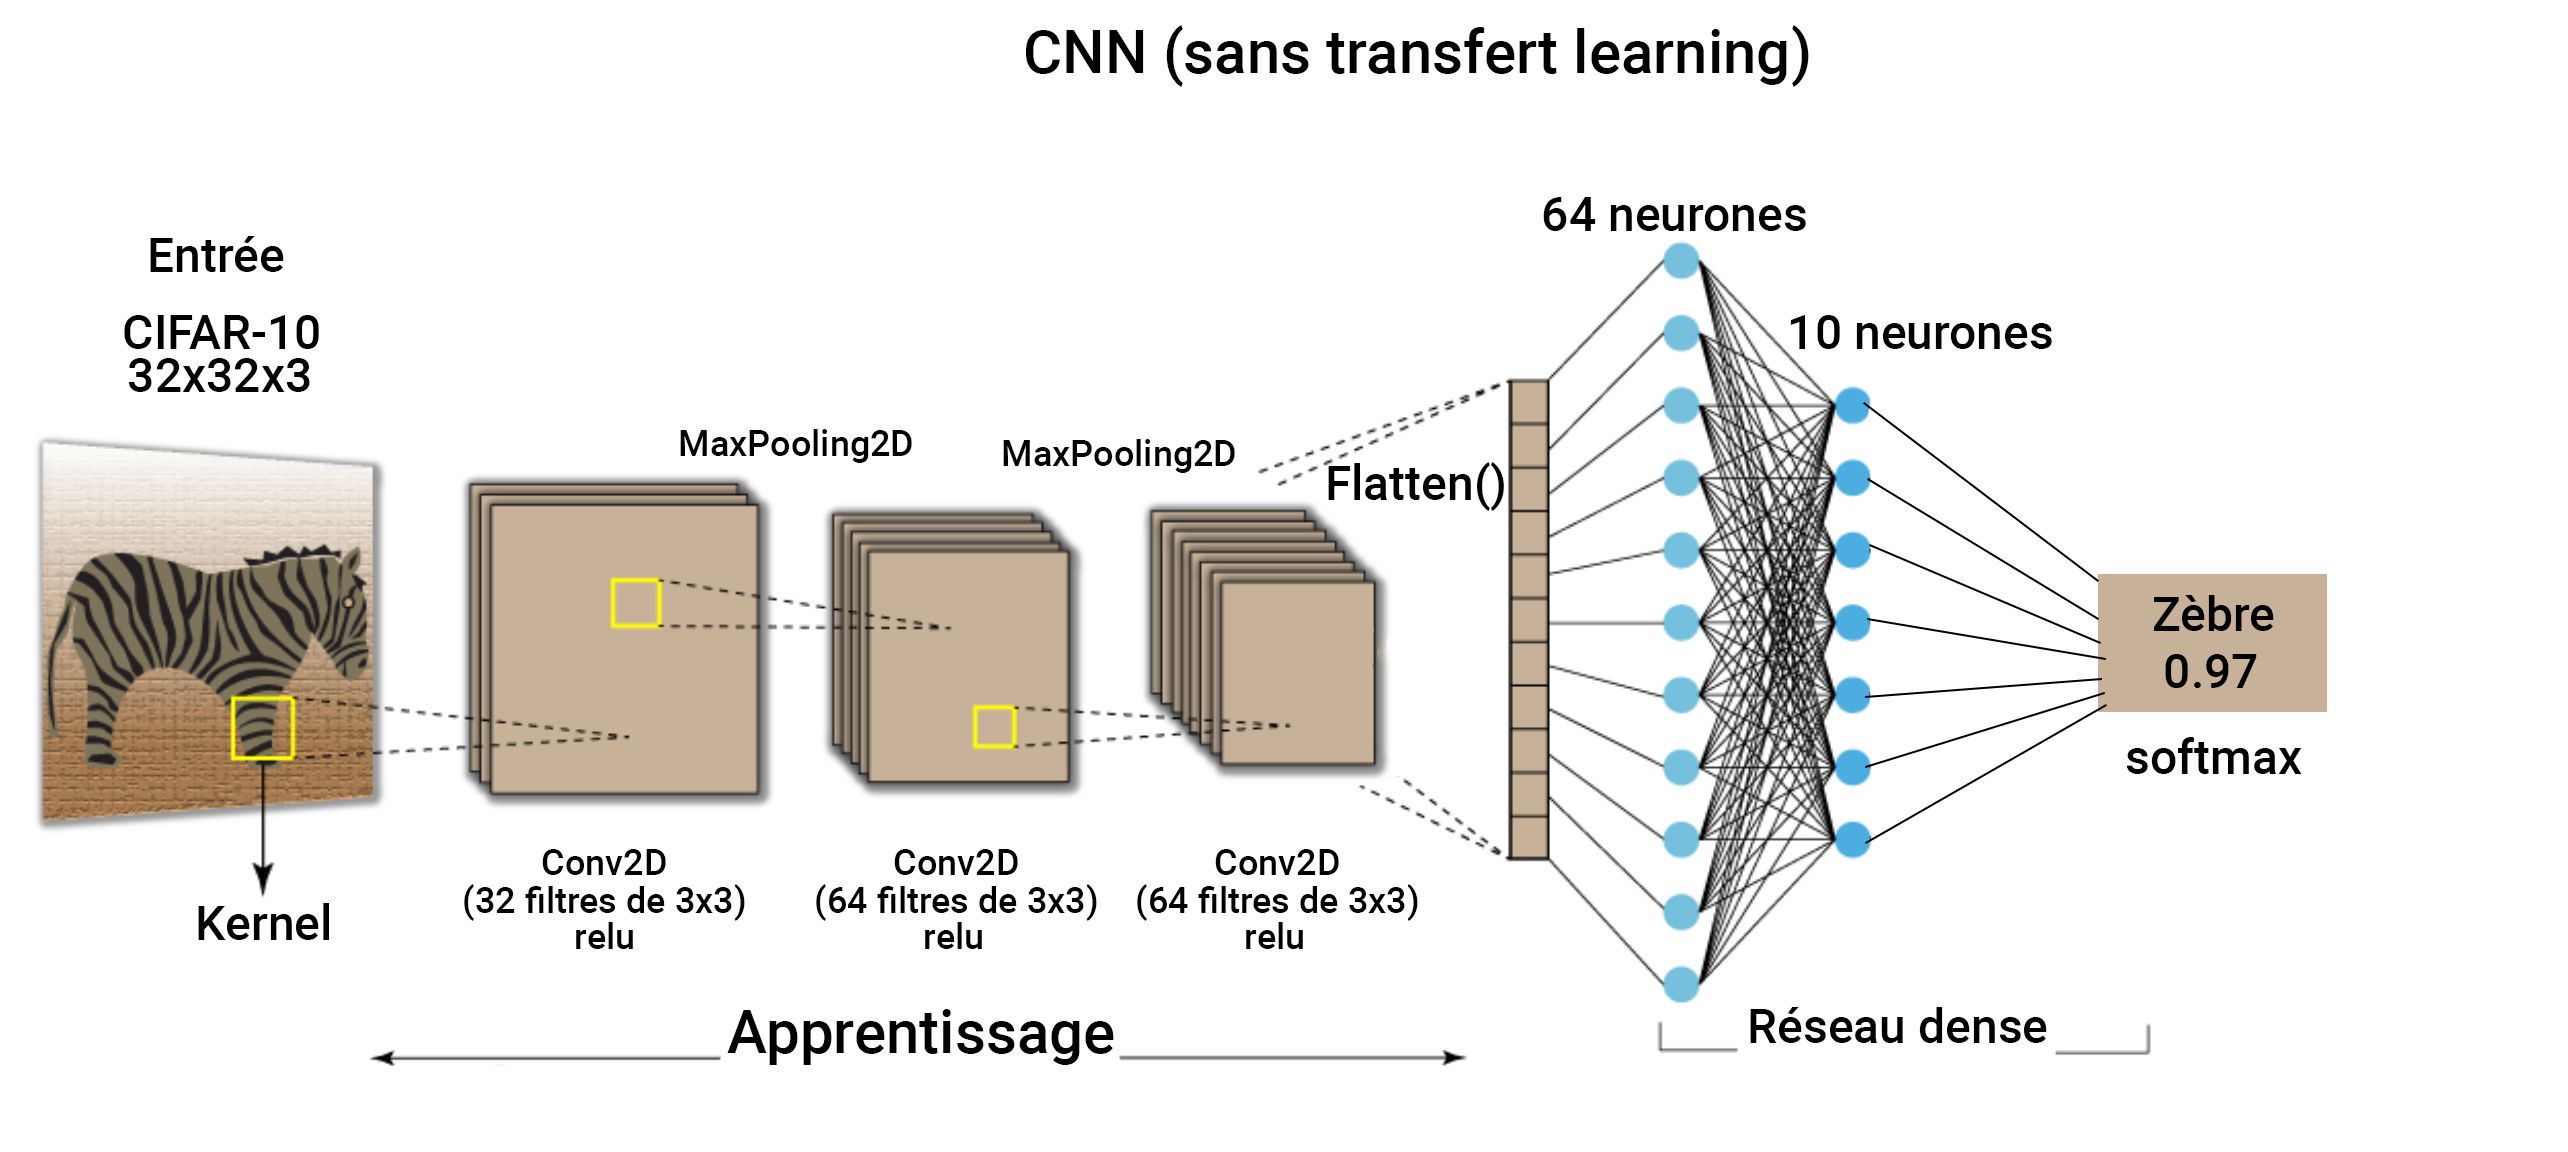 CNN (sans transfert learning)
Entrée
CIFAR-10
32x32x3
Kernel
MaxPooling2D
MaxPooling2D
Conv2D
(32 filtres de 3x3)
relu
Conv2D
(64 filtres de 3x3)
relu
Conv2D
(64 filtres de 3x3)
relu
Apprentissage
Flatten()
64 neurones
10 neurones
Réseau dense
Zèbre
0.97
softmax